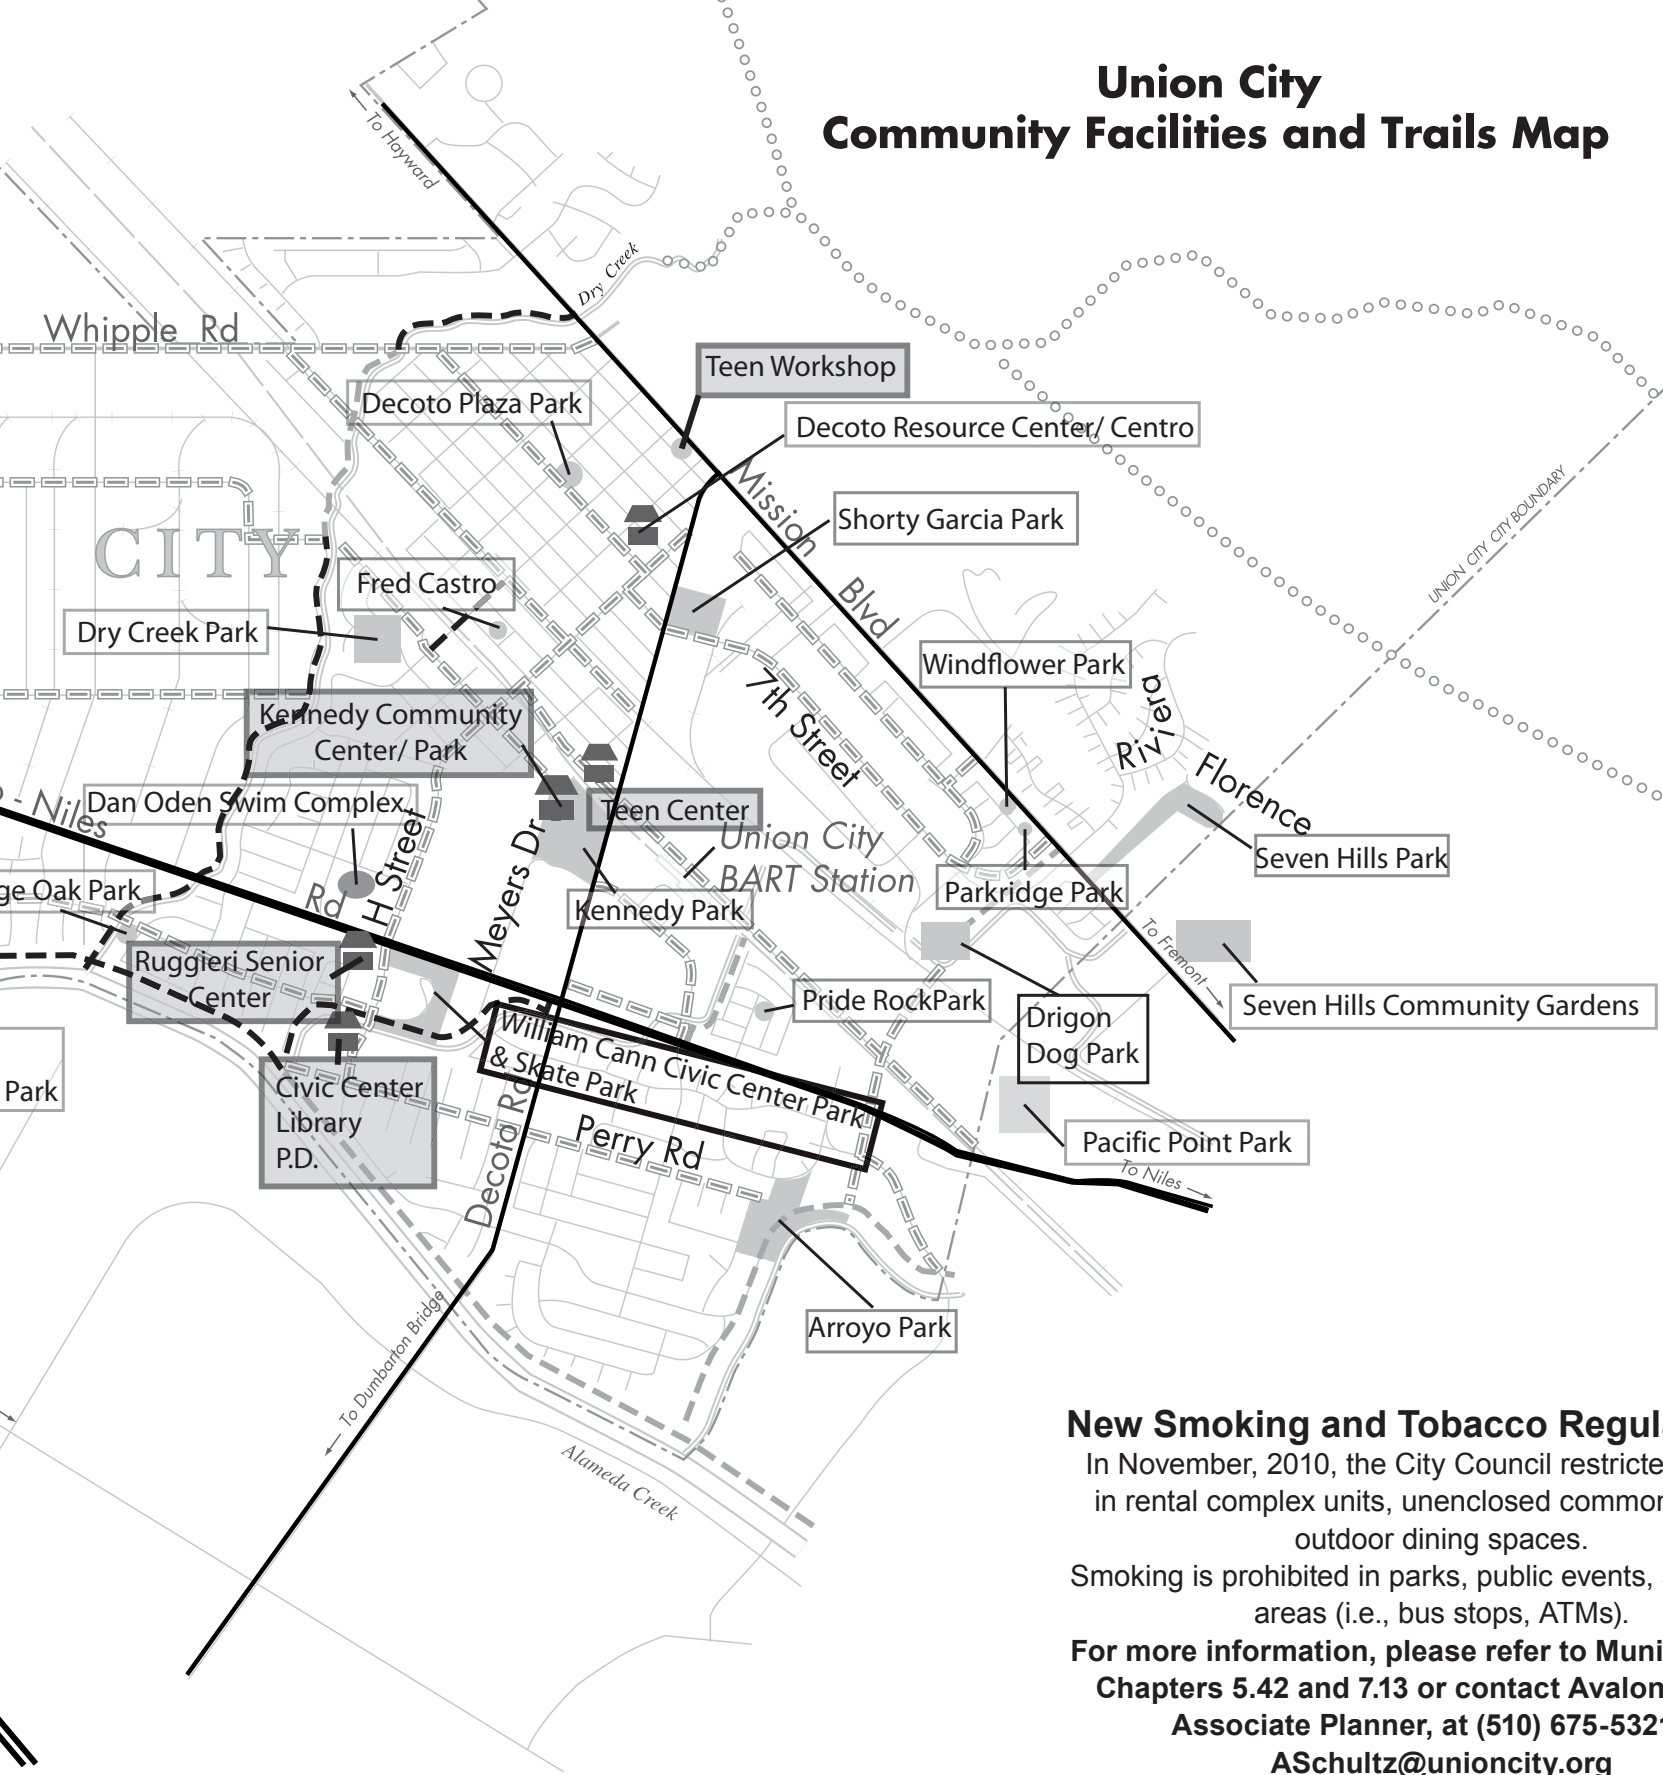 Union City
Community Facilities and Trails Map
To Hayward
Dry Creek
Whipple Rd
Teen Workshop
Decoto Plaza Park
Decoto Resource Center/ Centro
Mission Blvd
Shorty Garcia Park
UNION CITY CITY BOUNDARY
CITY
Fred Castro
Dry Creek Park
Windflower Park
7th Street
Riviera
Florence
Kennedy Community
Center/ Park
Dan Oden Swim Complex
- Niles
Rd
H Street
Meyers Dr
Teen Center
Union City
BART Station
Seven Hills Park
Parkridge Park
ge Oak Park
Kennedy Park
To Fremont
Ruggieri Senior
Center
Pride RockPark
Drigon
Dog Park
Seven Hills Community Gardens
William Cann Civic Center Park
& Skate Park
Park
Civic Center
Library
P.D.
Decoto Rd
Perry Rd
Pacific Point Park
To Niles
Arroyo Park
To Dumbarton Bridge
Alameda Creek
New Smoking and Tobacco Regul
In November, 2010, the City Council restricte
in rental complex units, unenclosed common
outdoor dining spaces.
Smoking is prohibited in parks, public events,
areas (i.e., bus stops, ATMs).
For more information, please refer to Muni
Chapters 5.42 and 7.13 or contact Avalon
Associate Planner, at (510) 675-5321
ASchultz@unioncity.org